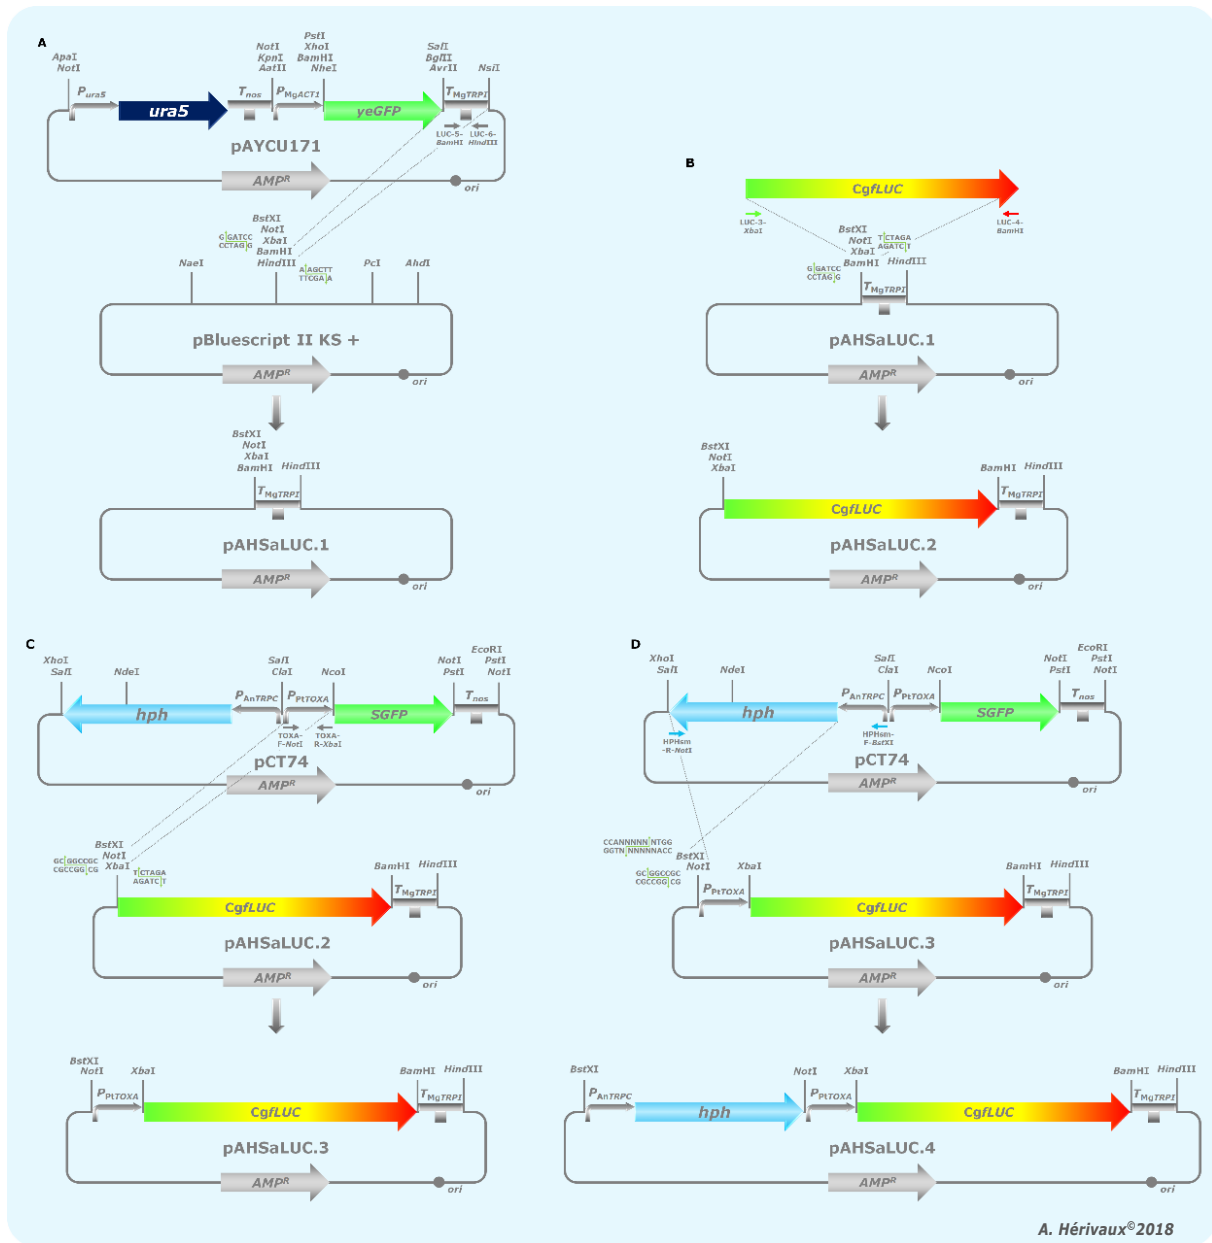 A
ApaI
NotI
NotI
KpnI
AatII
PstI
XhoI
BamHI
NheI
SalI
BglII
AvrII
NsiI
Pura5
ura5
Tnos
PMgACT1
yeGFP
TMgTRPI
LUC-5-
BamHI
LUC-6-
HindIII
pAYCU171
AMPR
ori
BstXI
NotI
XbaI
BamHI
HindIII
G GATCC
CCTAG G
A AGCTT
TTCGA A
NaeI
PcI
AhdI
pBluescript II KS +
AMPR
ori
BstXI
NotI
XbaI
BamHI
HindIII
TMgTRPI
pAHSaLUC.1
AMPR
ori
B
CgfLUC
LUC-3-
XbaI
LUC-4-
BamHI
BstXI
NotI
XbaI
BamHI
T CTAGA
AGATC T
G GATCC
CCTAG G
HindIII
TMgTRPI
pAHSaLUC.1
AMPR
ori
BstXI
NotI
XbaI
BamHI
HindIII
CgfLUC
TMgTRPI
pAHSaLUC.2
AMPR
ori
C
XhoI
SalI
NdeI
SalI
ClaI
NcoI
NotI
PstI
EcoRI
PstI
NotI
hph
PAnTRPC
PPtTOXA
SGFP
Tnos
TOXA-
F-NotI
TOXA-
R-XbaI
pCT74
AMPR
ori
BstXI
NotI
XbaI
GC GGCCGC
CGCCGG CG
T CTAGA
AGATC T
BamHI
HindIII
CgfLUC
TMgTRPI
pAHSaLUC.2
AMPR
ori
BstXI
NotI
XbaI
BamHI
HindIII
PPtTOXA
CgfLUC
TMgTRPI
pAHSaLUC.3
AMPR
ori
D
XhoI
SalI
NdeI
SalI
ClaI
NcoI
NotI
PstI
EcoRI
PstI
NotI
hph
PAnTRPC
PPtTOXA
SGFP
Tnos
HPHsm
-R-NotI
HPHsm-
F-BstXI
pCT74
AMPR
ori
CCANNNNN NTGG
GGTN NNNNNACC
BstXI
NotI
GC GGCCGC
CGCCGG CG
XbaI
BamHI
HindIII
PPtTOXA
CgfLUC
TMgTRPI
pAHSaLUC.3
AMPR
ori
BstXI
NotI
XbaI
BamHI
HindIII
PAnTRPC
hph
PPtTOXA
CgfLUC
TMgTRPI
pAHSaLUC.4
AMPR
ori
A. Hérivaux©2018